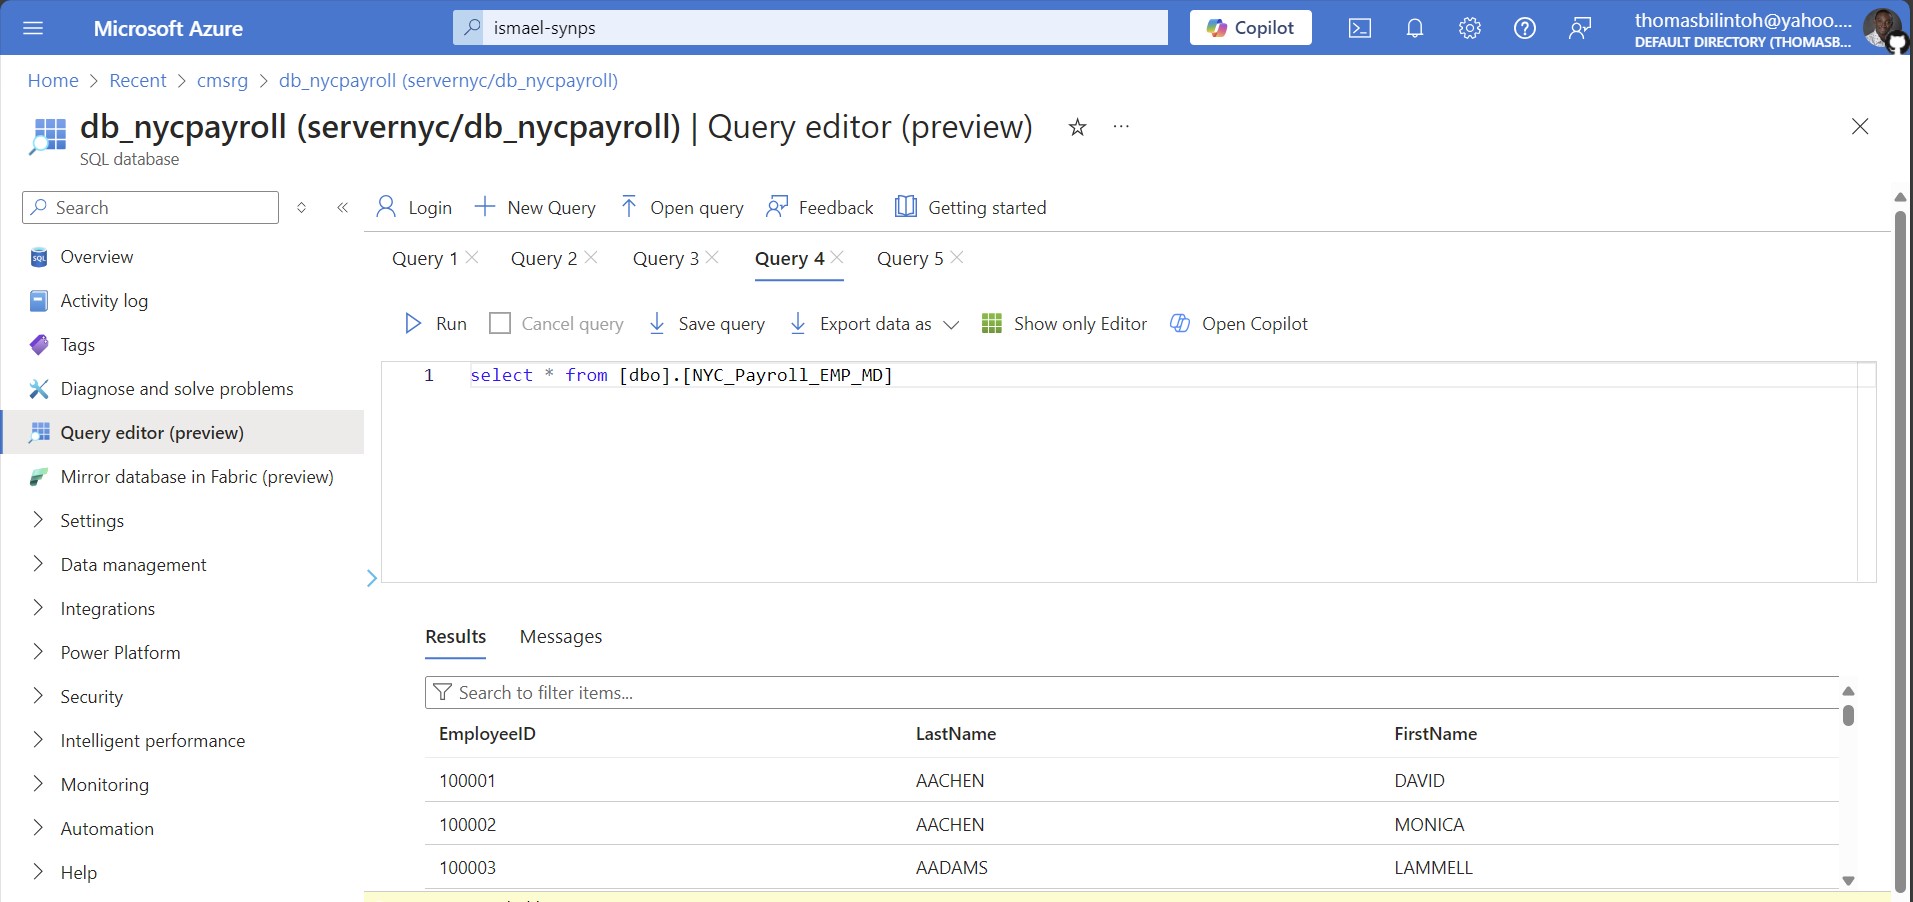 Microsoft Azure
ismael-synps
Copilot
thomasbilintoh@yahoo....
DEFAULT DIRECTORY (THOMASB...
Home > Recent > cmsrg > db_nycpayroll (servernyc/db_nycpayroll)
db_nycpayroll (servernyc/db_nycpayroll) | Query editor (preview)
SQL database
Search
Overview
Activity log
Tags
Diagnose and solve problems
Query editor (preview)
Mirror database in Fabric (preview)
Settings
Data management
Integrations
Power Platform
Security
Intelligent performance
Monitoring
Automation
Help
Login New Query Open query Feedback Getting started
Query 1 Query 2 Query 3 Query 4 Query 5
Run Cancel query Save query Export data as Show only Editor Open Copilot
1 select * from [dbo].[NYC_Payroll_EMP_MD]
Results Messages
Search to filter items...
EmployeeID LastName FirstName
100001 AACHEN DAVID
100002 AACHEN MONICA
100003 AADAMS LAMMELL